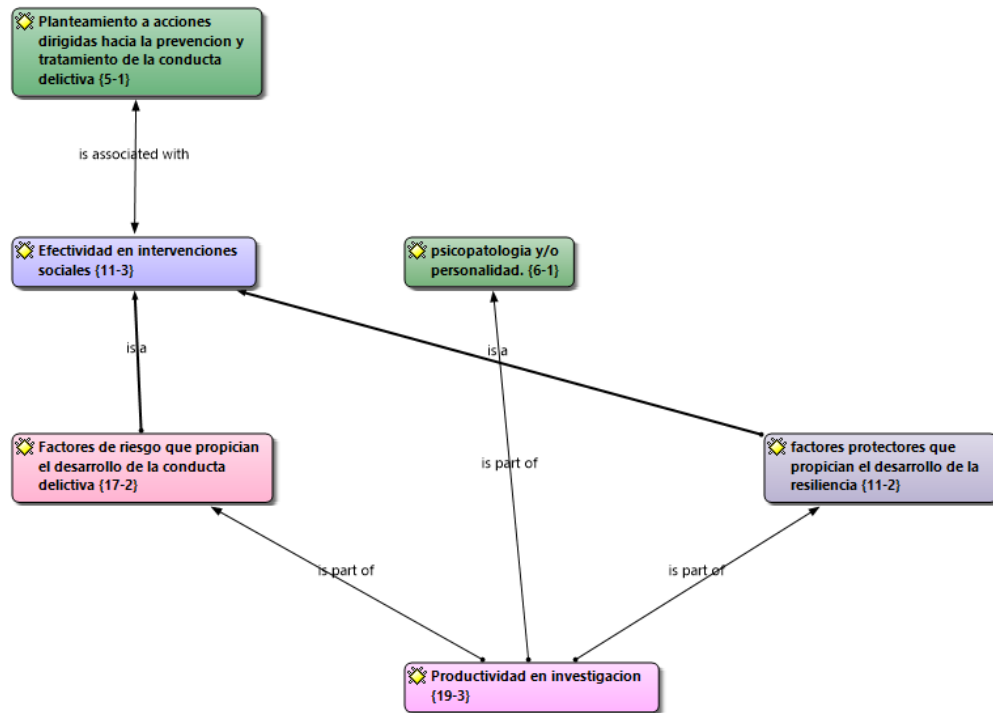 Planteamiento a acciones
dirigidas hacia la prevencion y
tratamiento de la conducta
delictiva {5-1}
is associated with
Efectividad en intervenciones
sociales {11-3}
psicopatologia y/o
personalidad. {6-1}
is a
is a
Factores de riesgo que propician
el desarrollo de la conducta
delictiva {17-2}
is part of
factores protectores que
propician el desarrollo de la
resiliencia {11-2}
is part of
is part of
Productividad en investigacion
{19-3}